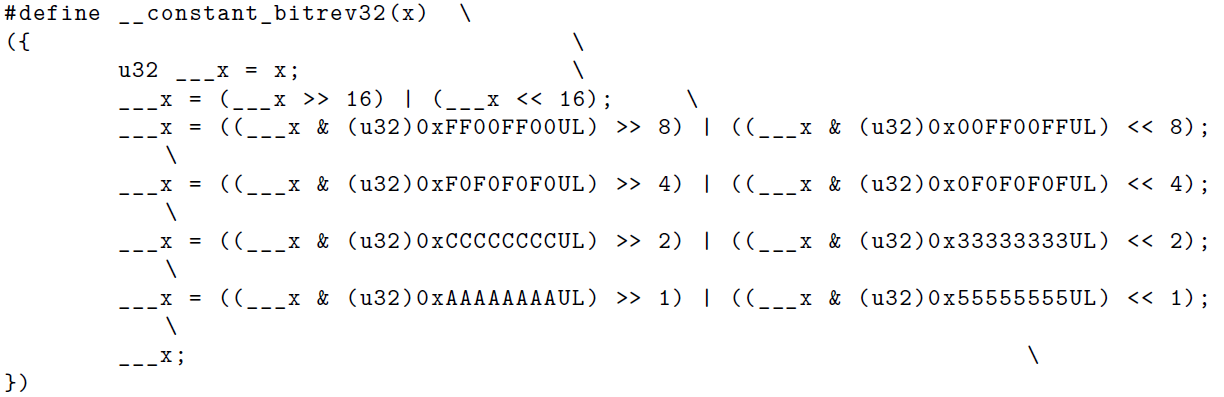 #define __constant_bitrev32(x)  \
({                                      \
        u32 ___x = x;                   \
        ___x = (___x >> 16) | (___x << 16);     \
        ___x = ((___x & (u32)0xFF00FF00UL) >> 8) | ((___x & (u32)0x00FF00FFUL) << 8);
           \
        ___x = ((___x & (u32)0xF0F0F0F0UL) >> 4) | ((___x & (u32)0x0F0F0F0FUL) << 4);
           \
        ___x = ((___x & (u32)0xCCCCCCCCUL) >> 2) | ((___x & (u32)0x33333333UL) << 2);
           \
        ___x = ((___x & (u32)0xAAAAAAAAUL) >> 1) | ((___x & (u32)0x55555555UL) << 1);
           \
        ___x;                                                           \
})